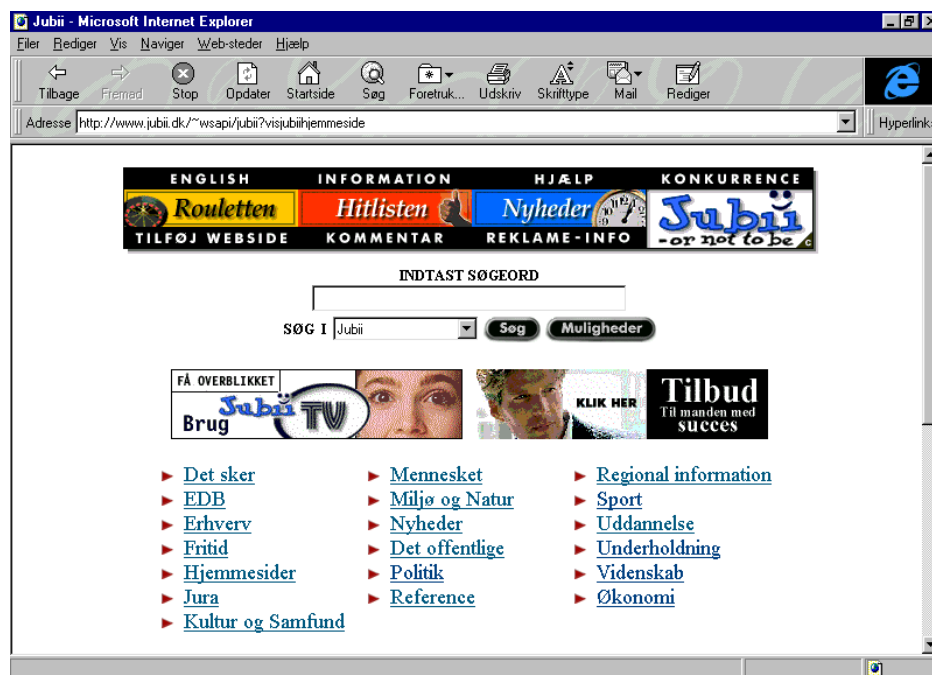 Jubii - Microsoft Internet Explorer
Filer Rediger Vis Naviger Web-steder Hjælp
Tilbage Fremad Stop Opdater Startside Søg Foretruk... Udskriv Skrifttype Mail Rediger
Adresse http://www.jubii.dk/~wsapi/jubii?visjubiihjemmeside Hyperlink:
ENGLISH INFORMATION HJÆLP KONKURRENCE
Rouletten Hitlisten Nyheder Jubii
TILFØJ WEBSIDE KOMMENTAR REKLAME-INFO -or not to be
INDTAST SØGEORD
SØG I Jubii Søg Muligheder
FÅ OVERBLIKKET
Brug Jubii TV
KLIK HER
Tilbud
Til manden med
succes
Det sker Mennesket Regional information
EDB Miljø og Natur Sport
Erhverv Nyheder Uddannelse
Fritid Det offentlige Underholdning
Hjemmesider Politik Videnskab
Jura Reference Økonomi
Kultur og Samfund